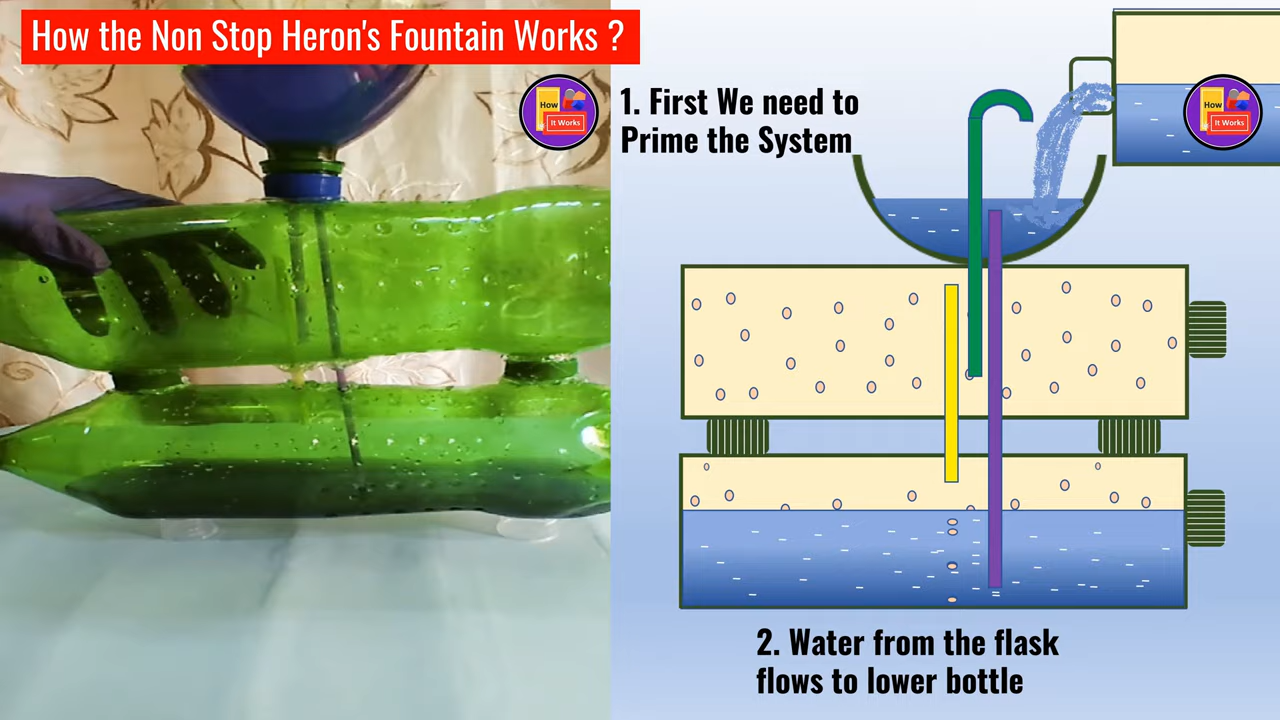 How the Non Stop Heron's Fountain Works ?
How
It Works
1. First We need to
Prime the System
How
It Works
2. Water from the flask
flows to lower bottle